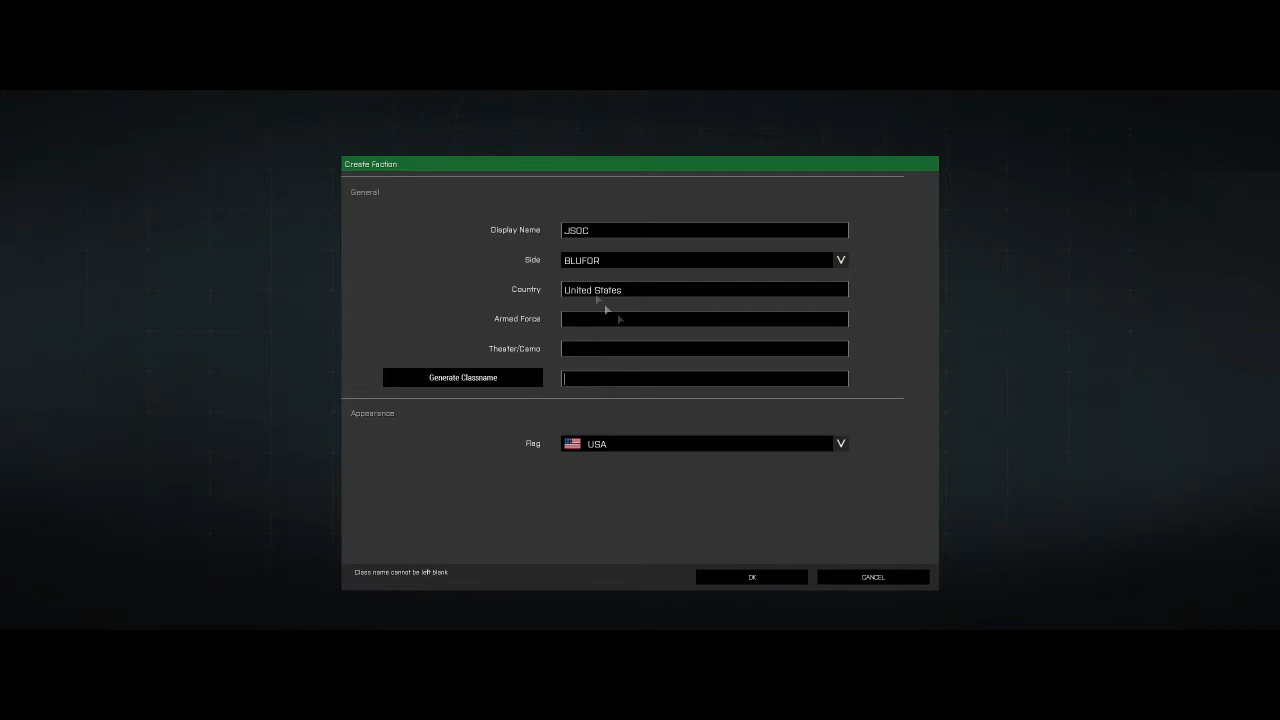 Create Faction
General
Display Name JSOC
Side BLUFOR V
Country United States
Armed Force
Theater/Camo
Generate Classname
Appearance
Flag USA V
Class name cannot be left blank
OK CANCEL